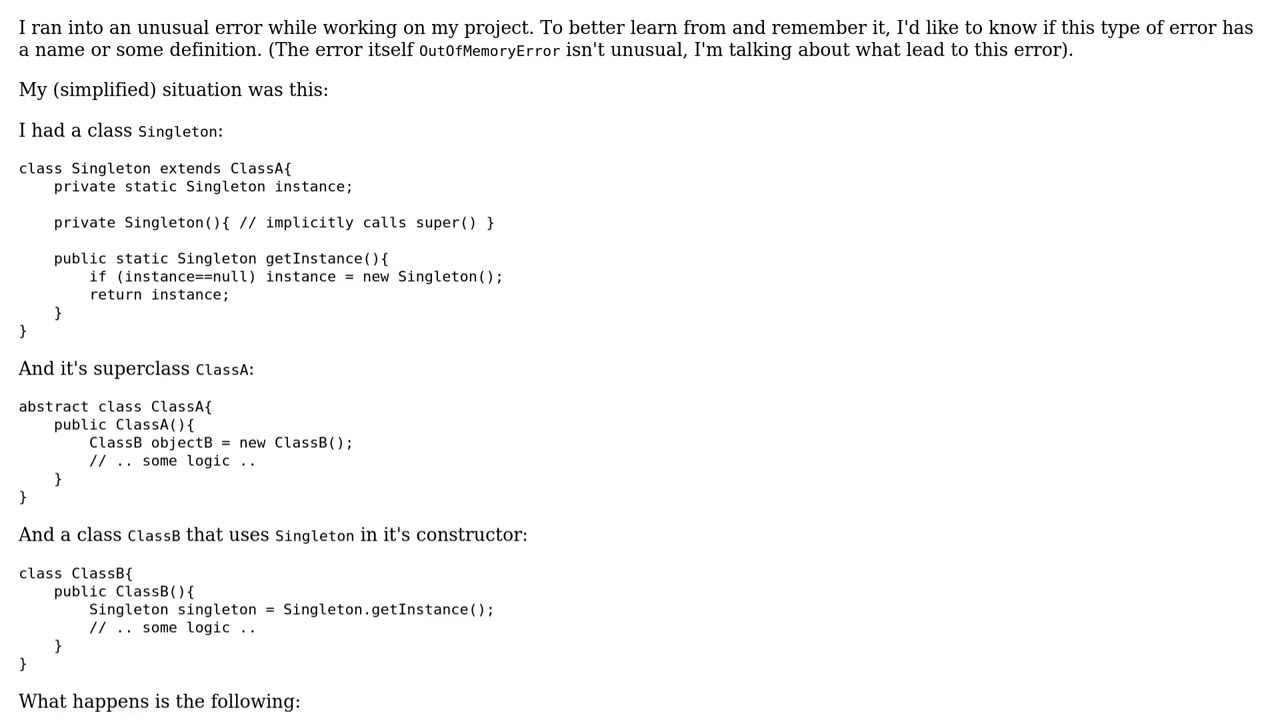 I ran into an unusual error while working on my project. To better learn from and remember it, I'd like to know if this type of error has
a name or some definition. (The error itself OutOfMemoryError isn't unusual, I'm talking about what lead to this error).
My (simplified) situation was this:
I had a class Singleton:
class Singleton extends ClassA{
    private static Singleton instance;
    private Singleton(){ // implicitly calls super() }
    public static Singleton getInstance(){
        if (instance==null) instance = new Singleton();
        return instance;
    }
}
And it's superclass ClassA:
abstract class ClassA{
    public ClassA(){
        ClassB objectB = new ClassB();
        // .. some logic ..
    }
}
And a class ClassB that uses Singleton in it's constructor:
class ClassB{
    public ClassB(){
        Singleton singleton = Singleton.getInstance();
        // .. some logic ..
    }
}
What happens is the following: